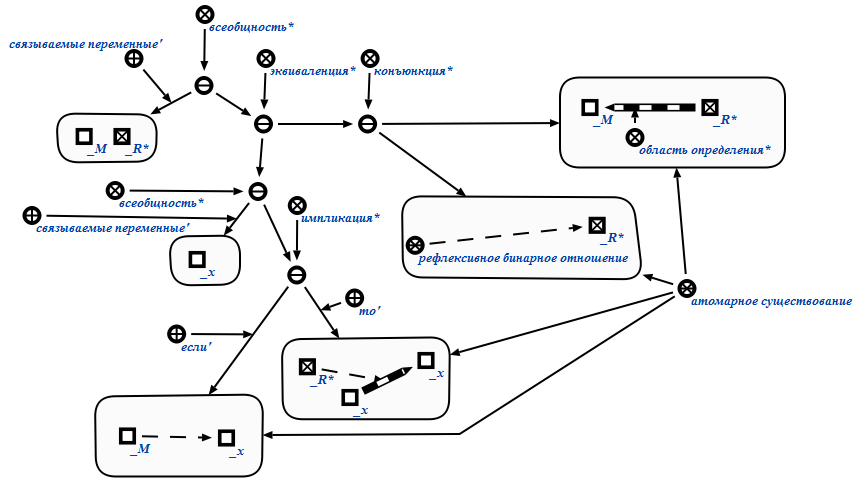 всеобщность*
связываемые переменные'
эквиваленция*
конъюнкция*
_M
_R*
_M
_R*
область определения*
всеобщность*
связываемые переменные'
импликация*
_R*
рефлексивное бинарное отношение
_x
то'
атомарное существование
если'
_R*
_x
_x
_M
_x